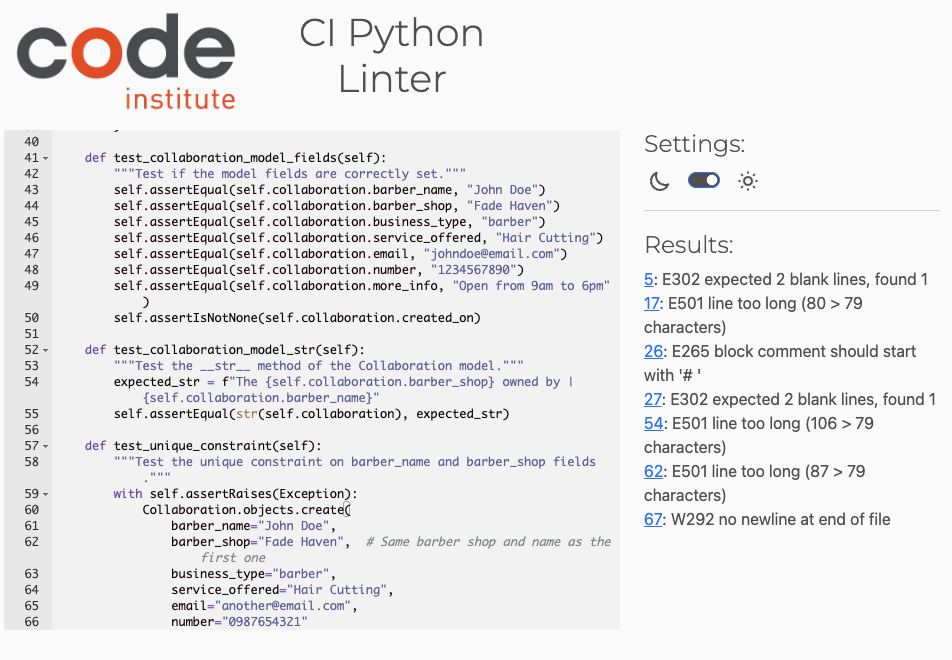 code
institute
CI Python
Linter
40
41 def test_collaboration_model_fields(self):
42 """Test if the model fields are correctly set."""
43 self.assertEqual(self.collaboration.barber_name, "John Doe")
44 self.assertEqual(self.collaboration.barber_shop, "Fade Haven")
45 self.assertEqual(self.collaboration.business_type, "barber")
46 self.assertEqual(self.collaboration.service_offered, "Hair Cutting")
47 self.assertEqual(self.collaboration.email, "johndoe@email.com")
48 self.assertEqual(self.collaboration.number, "1234567890")
49 self.assertEqual(self.collaboration.more_info, "Open from 9am to 6pm"
)
50 self.assertIsNotNone(self.collaboration.created_on)
51
52 def test_collaboration_model_str(self):
53 """Test the __str__ method of the Collaboration model."""
54 expected_str = f"The {self.collaboration.barber_shop} owned by |
{self.collaboration.barber_name}"
55 self.assertEqual(str(self.collaboration), expected_str)
56
57 def test_unique_constraint(self):
58 """Test the unique constraint on barber_name and barber_shop fields
."""
59 with self.assertRaises(Exception):
60 Collaboration.objects.create(
61 barber_name="John Doe",
62 barber_shop="Fade Haven", # Same barber shop and name as the
first one
63 business_type="barber",
64 service_offered="Hair Cutting",
65 email="another@email.com",
66 number="0987654321"
Settings:
Results:
5: E302 expected 2 blank lines, found 1
17: E501 line too long (80 > 79
characters)
26: E265 block comment should start
with '# '
27: E302 expected 2 blank lines, found 1
54: E501 line too long (106 > 79
characters)
62: E501 line too long (87 > 79
characters)
67: W292 no newline at end of file